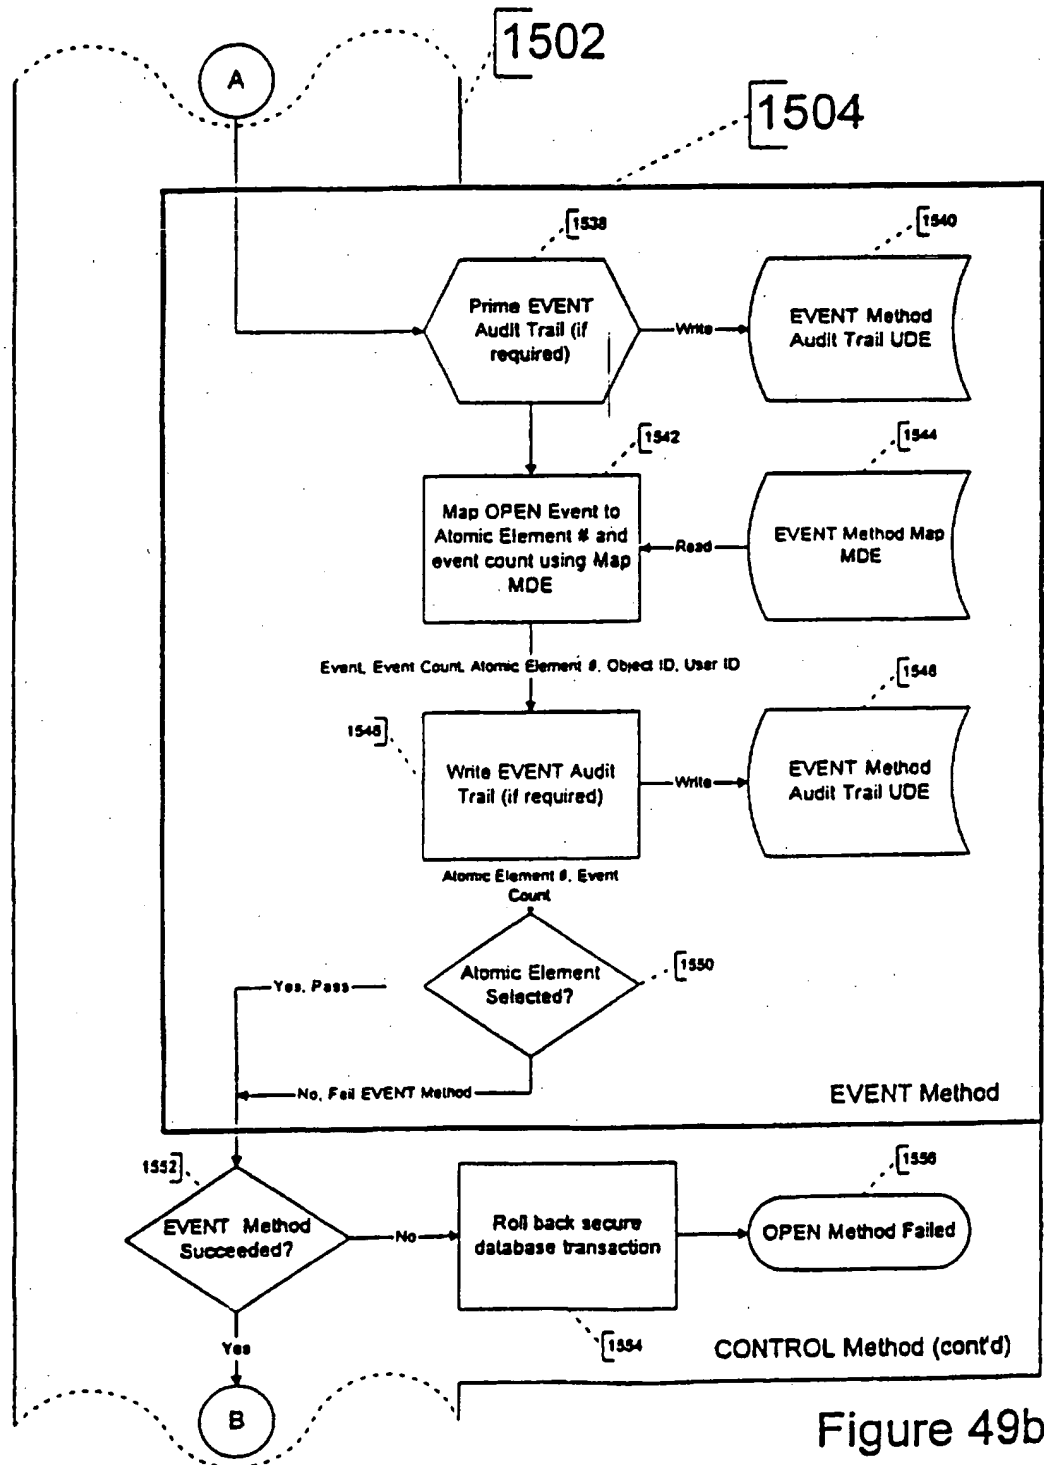 1502
A
1504
1538
1540
Prime EVENT
Audit Trail (if
required)
Write
EVENT Method
Audit Trail UDE
1542
1544
Map OPEN Event to
Atomic Element # and
event count using Map
MDE
Read
EVENT Method Map
MDE
Event, Event Count, Atomic Element #, Object ID, User ID
1546
1548
Write EVENT Audit
Trail (if required)
Write
EVENT Method
Audit Trail UDE
Atomic Element #, Event
Count
1550
Atomic Element
Selected?
Yes, Pass
No, Fail EVENT Method
EVENT Method
1552
1556
EVENT Method
Succeeded?
No
Roll back secure
database transaction
OPEN Method Failed
Yes
1554
CONTROL Method (cont'd)
B
Figure 49b